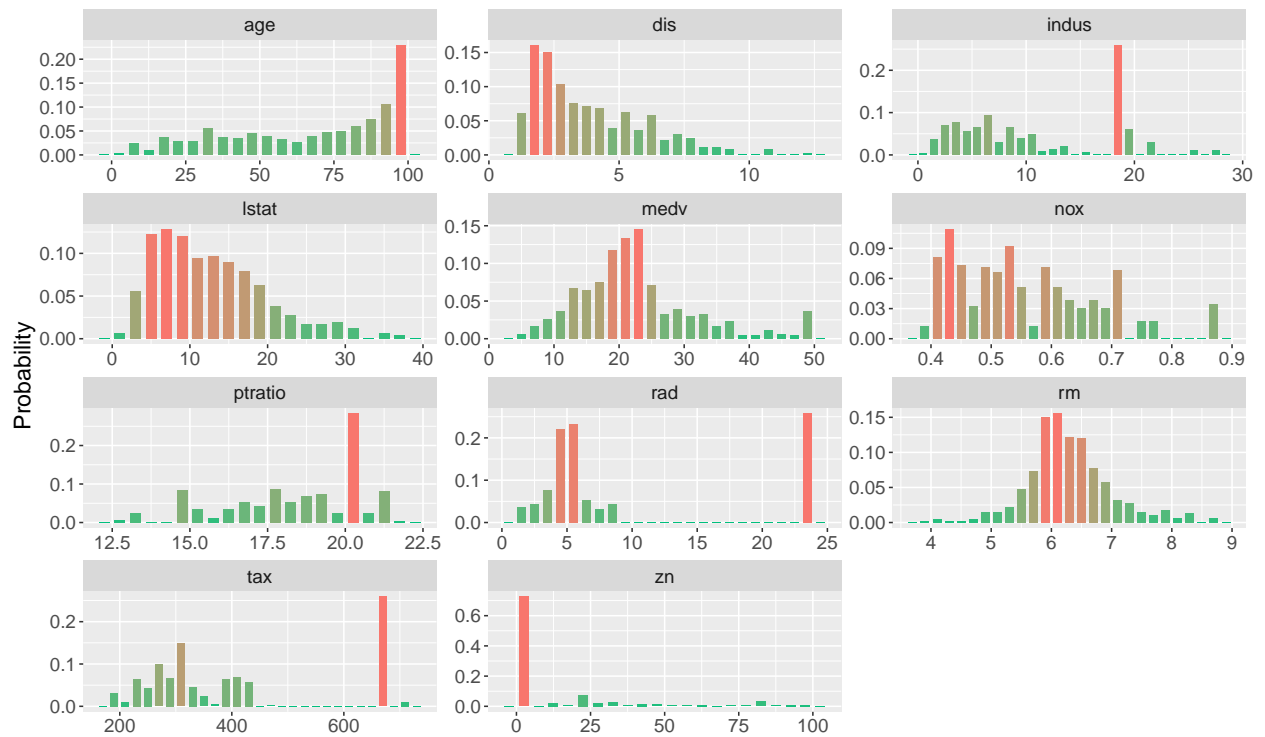 age dis indus
0.20
0.15
0.10
0.05
0.00
0 25 50 75 100
0.15
0.10
0.05
0.00
0 5 10
0.2
0.1
0.0
0 10 20 30
lstat medv nox
0.10
0.05
0.00
0 10 20 30 40
0.15
0.10
0.05
0.00
0 10 20 30 40 50
0.09
0.06
0.03
0.00
0.4 0.5 0.6 0.7 0.8 0.9
Probability
ptratio rad rm
0.2
0.1
0.0
12.5 15.0 17.5 20.0 22.5
0.2
0.1
0.0
0 5 10 15 20 25
0.15
0.10
0.05
0.00
4 5 6 7 8 9
tax zn
0.2
0.1
0.0
200 400 600
0.6
0.4
0.2
0.0
0 25 50 75 100